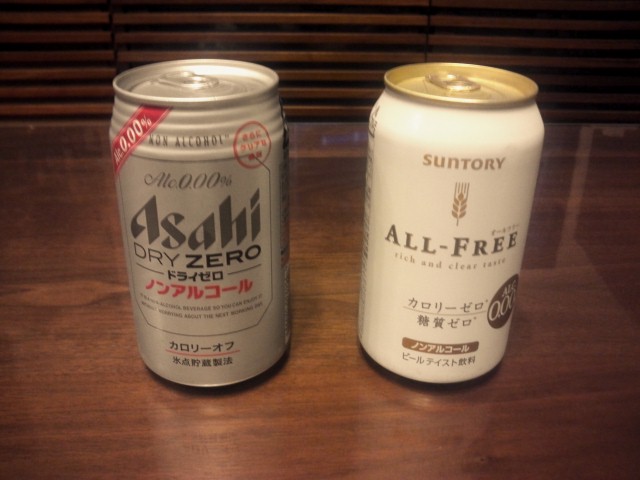 Alc.0.00%
NON ALCOHOL
Alc.0.00%
Asahi
DRY ZERO
ドライゼロ
ノンアルコール
カロリーオフ
氷点貯蔵製法
SUNTORY
オールフリー
ALL-FREE
rich and clear taste
カロリーゼロ
糖質ゼロ
ALC.
0.00
ノンアルコール
ビールテイスト飲料